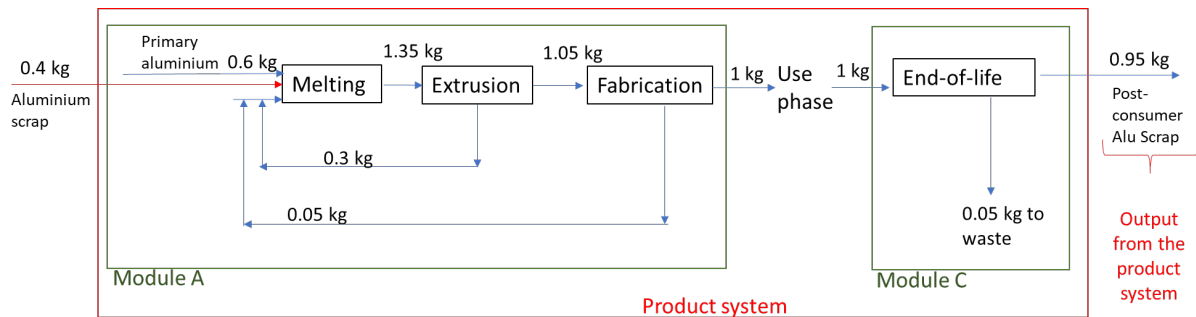 0.4 kg
Aluminium
scrap
Primary
aluminium
0.6 kg
Melting
1.35 kg
Extrusion
1.05 kg
Fabrication
1 kg
Use
phase
1 kg
End-of-life
0.95 kg
Post-
consumer
Alu Scrap
0.3 kg
0.05 kg
0.05 kg to
waste
Output
from the
product
system
Module A
Module C
Product system